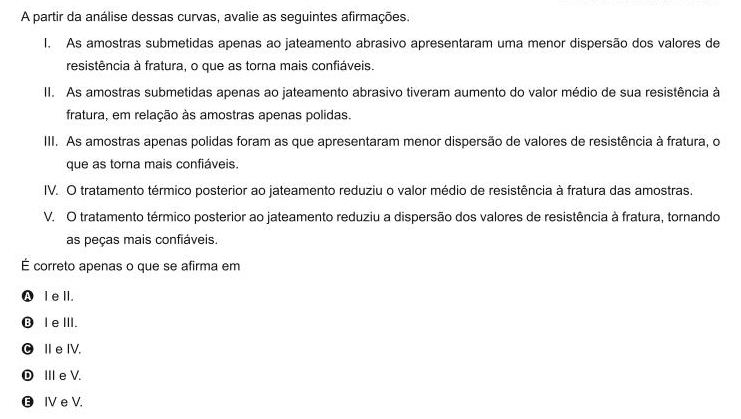 A partir da análise dessas curvas, avalie as seguintes afirmações.
I. As amostras submetidas apenas ao jateamento abrasivo apresentaram uma menor dispersão dos valores de
resistência à fratura, o que as torna mais confiáveis.
II. As amostras submetidas apenas ao jateamento abrasivo tiveram aumento do valor médio de sua resistência à
fratura, em relação às amostras apenas polidas.
III. As amostras apenas polidas foram as que apresentaram menor dispersão de valores de resistência à fratura, o
que as torna mais confiáveis.
IV. O tratamento térmico posterior ao jateamento reduziu o valor médio de resistência à fratura das amostras.
V. O tratamento térmico posterior ao jateamento reduziu a dispersão dos valores de resistência à fratura, tornando
as peças mais confiáveis.
É correto apenas o que se afirma em
A I e II.
B I e III.
C II e IV.
D III e V.
E IV e V.